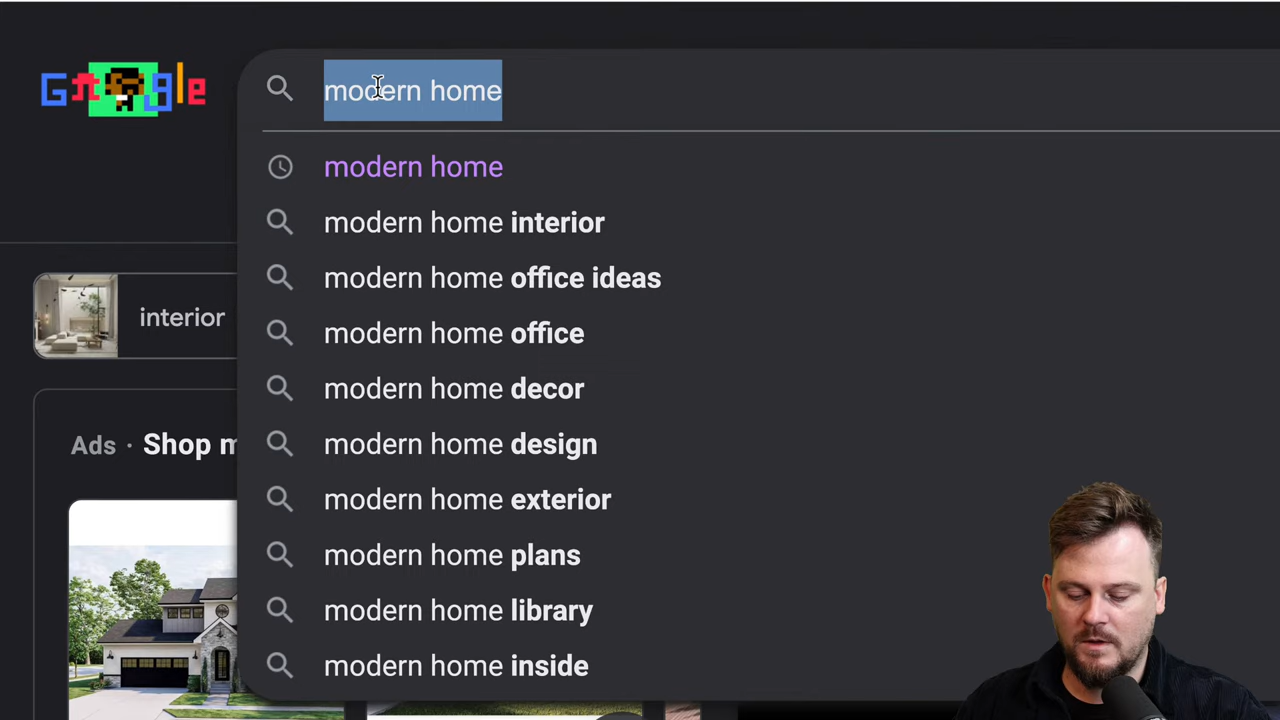 modern home
modern home
modern home interior
modern home office ideas
modern home office
modern home decor
modern home design
modern home exterior
modern home plans
modern home library
modern home inside
interior
Ads · Shop m